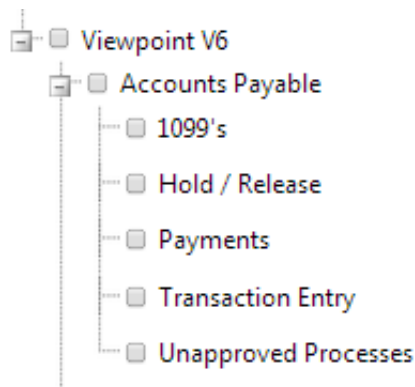 Viewpoint V6
Accounts Payable
1099's
Hold / Release
Payments
Transaction Entry
Unapproved Processes